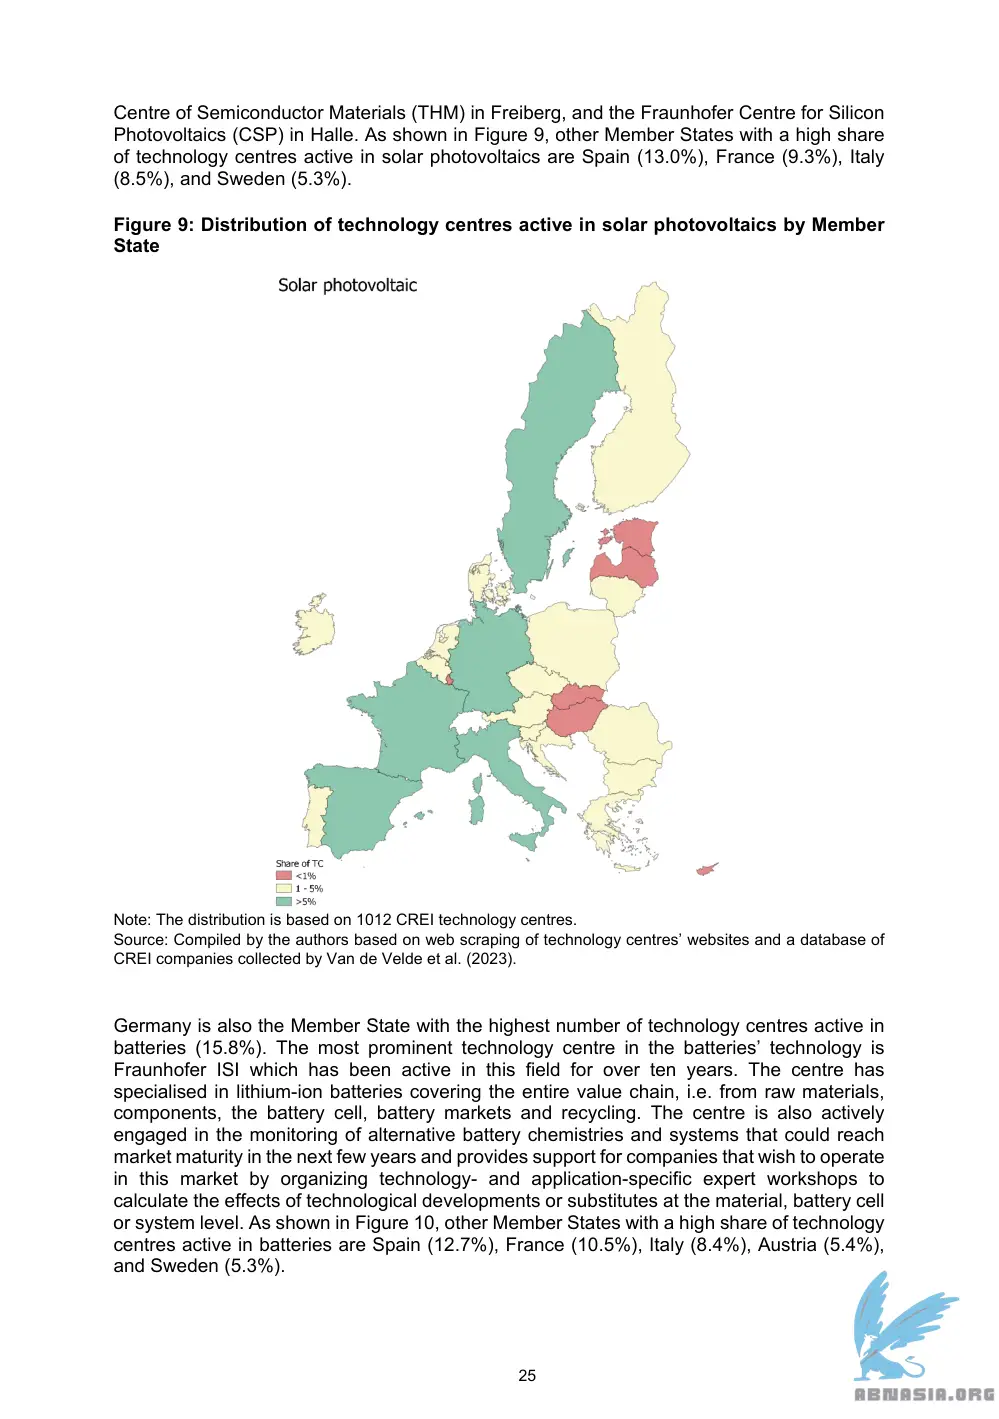 Centre of Semiconductor Materials (THM) in Freiberg, and the Fraunhofer Centre for Silicon
Photovoltaics (CSP) in Halle. As shown in Figure 9, other Member States with a high share
of technology centres active in solar photovoltaics are Spain (13.0%), France (9.3%), Italy
(8.5%), and Sweden (5.3%).
Figure 9: Distribution of technology centres active in solar photovoltaics by Member
State
Solar photovoltaic
Share of TC
<1%
1 - 5%
>5%
Note: The distribution is based on 1012 CREI technology centres.
Source: Compiled by the authors based on web scraping of technology centres’ websites and a database of
CREI companies collected by Van de Velde et al. (2023).
Germany is also the Member State with the highest number of technology centres active in
batteries (15.8%). The most prominent technology centre in the batteries’ technology is
Fraunhofer ISI which has been active in this field for over ten years. The centre has
specialised in lithium-ion batteries covering the entire value chain, i.e. from raw materials,
components, the battery cell, battery markets and recycling. The centre is also actively
engaged in the monitoring of alternative battery chemistries and systems that could reach
market maturity in the next few years and provides support for companies that wish to operate
in this market by organizing technology- and application-specific expert workshops to
calculate the effects of technological developments or substitutes at the material, battery cell
or system level. As shown in Figure 10, other Member States with a high share of technology
centres active in batteries are Spain (12.7%), France (10.5%), Italy (8.4%), Austria (5.4%),
and Sweden (5.3%).
25
ABNASIA.ORG